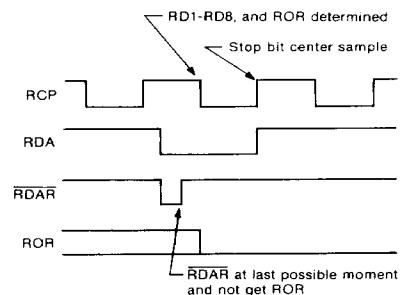 RD1-RD8, and ROR determined
Stop bit center sample
RCP
RDA
RDAR
ROR
RDAR at last possible moment
and not get ROR